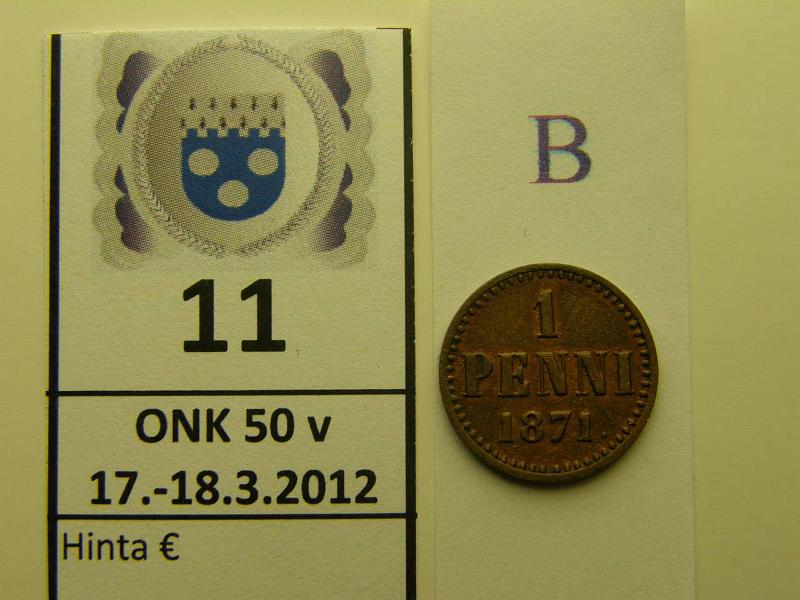 11
ONK 50 v
17.-18.3.2012
Hinta €
B
1
PENNI
1871.